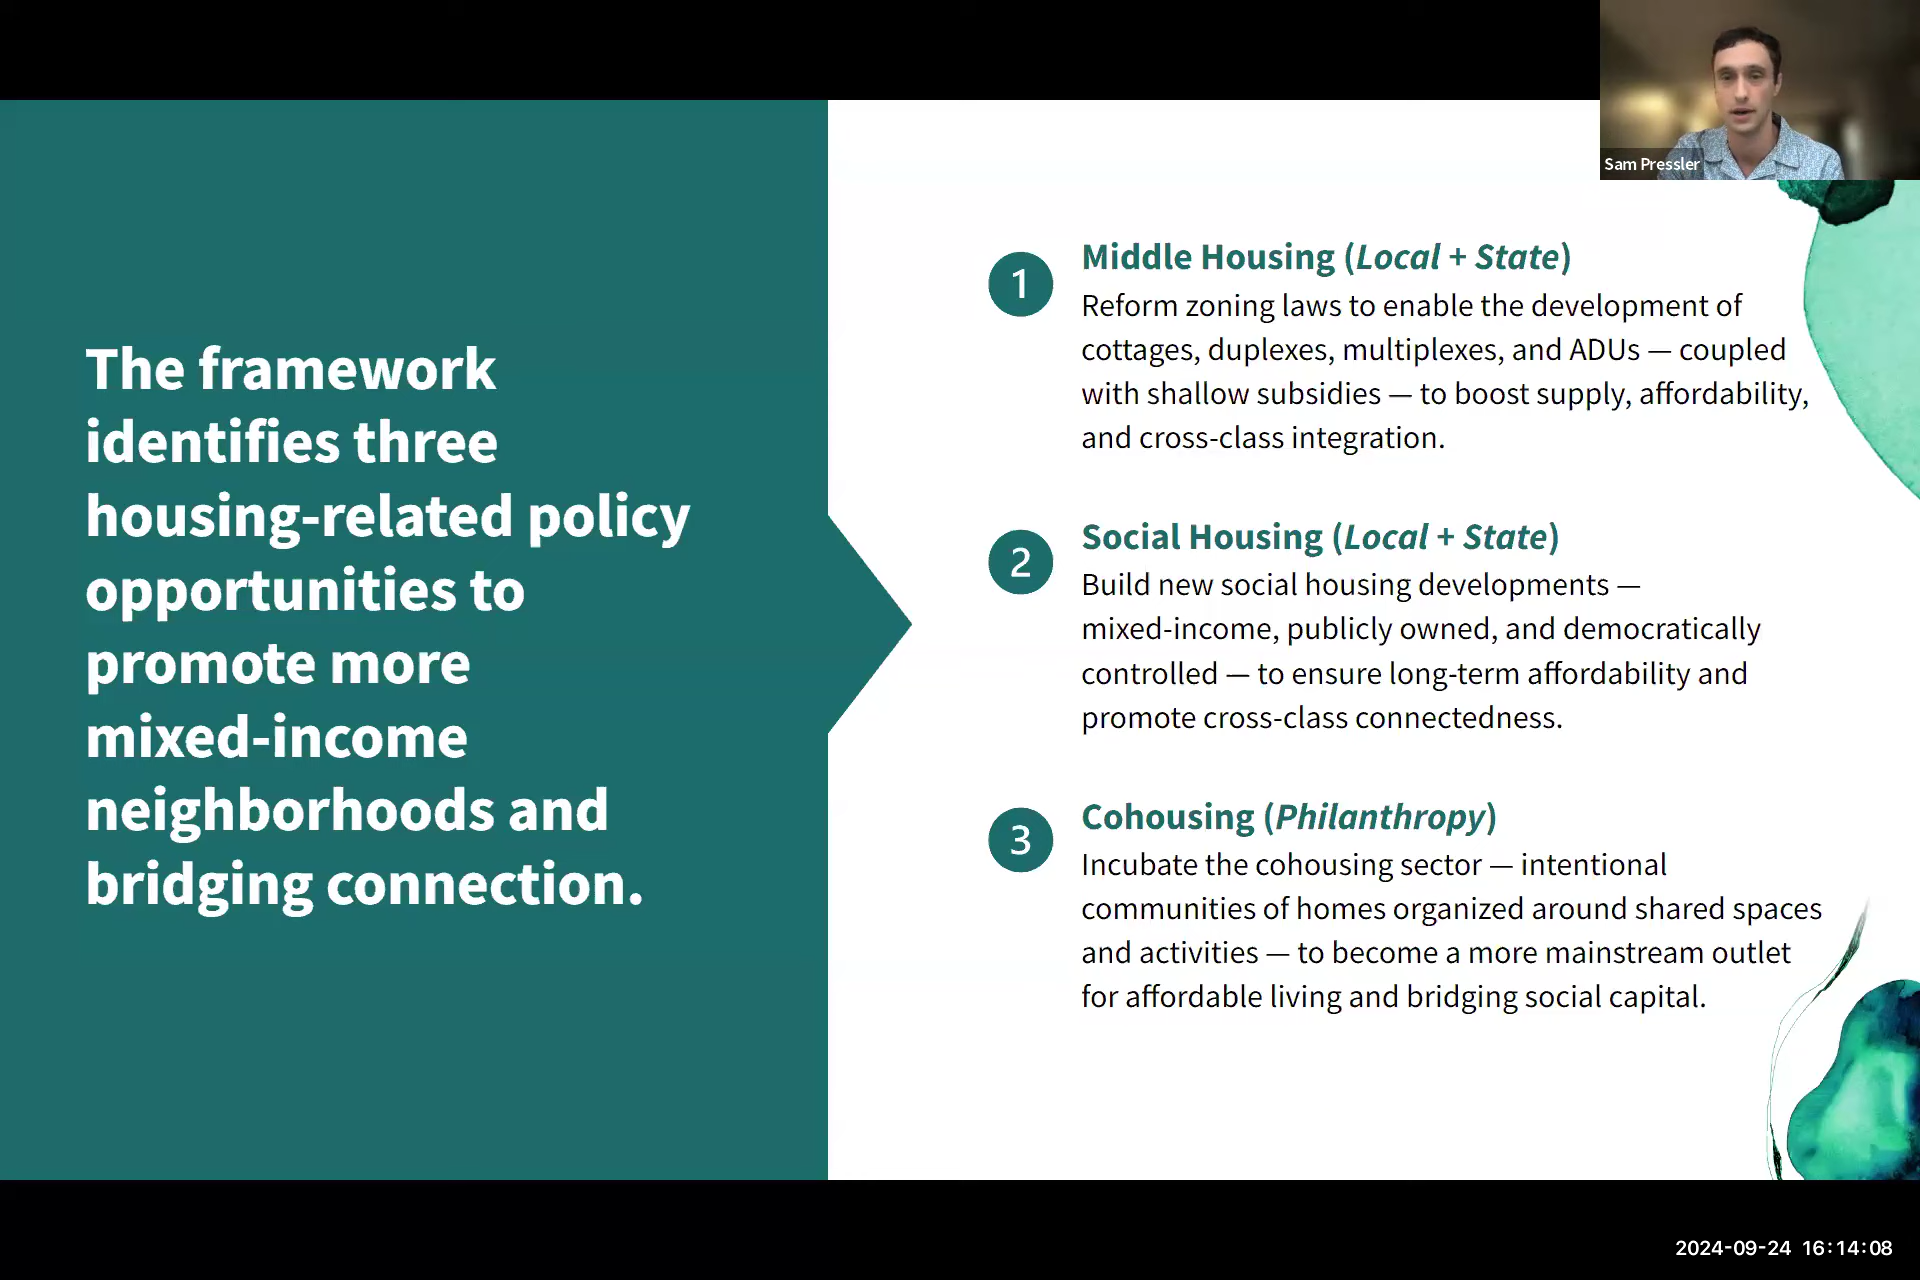 Sam Pressler
The framework
identifies three
housing-related policy
opportunities to
promote more
mixed-income
neighborhoods and
bridging connection.
1
Middle Housing (Local + State)
Reform zoning laws to enable the development of
cottages, duplexes, multiplexes, and ADUs — coupled
with shallow subsidies — to boost supply, affordability,
and cross-class integration.
2
Social Housing (Local + State)
Build new social housing developments —
mixed-income, publicly owned, and democratically
controlled — to ensure long-term affordability and
promote cross-class connectedness.
3
Cohousing (Philanthropy)
Incubate the cohousing sector — intentional
communities of homes organized around shared spaces
and activities — to become a more mainstream outlet
for affordable living and bridging social capital.
2024-09-24 16:14:08